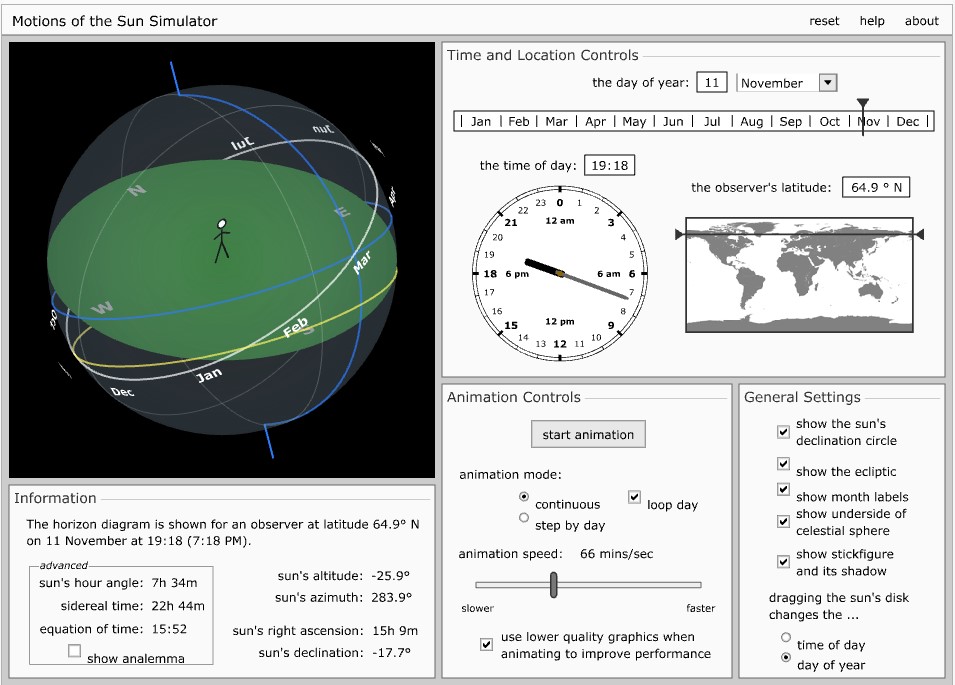 Motions of the Sun Simulator
reset help about
Jul
Jun
Apr
N
E
Mar
W
Oct
Feb
S
Jan
Dec
Time and Location Controls
the day of year: 11 November
Jan Feb Mar Apr May Jun Jul Aug Sep Oct Nov Dec
the time of day: 19:18
the observer's latitude: 64.9 ° N
0 1 2 3 4 5 6 7 8 9 10 11 12 13 14 15 16 17 18 19 20 21 22 23
12 am
6 pm
6 am
12 pm
Information
The horizon diagram is shown for an observer at latitude 64.9° N
on 11 November at 19:18 (7:18 PM).
advanced
sun's hour angle: 7h 34m
sidereal time: 22h 44m
equation of time: 15:52
show analemma
sun's altitude: -25.9°
sun's azimuth: 283.9°
sun's right ascension: 15h 9m
sun's declination: -17.7°
Animation Controls
start animation
animation mode:
continuous
step by day
loop day
animation speed: 66 mins/sec
slower faster
use lower quality graphics when
animating to improve performance
General Settings
show the sun's
declination circle
show the ecliptic
show month labels
show underside of
celestial sphere
show stickfigure
and its shadow
dragging the sun's disk
changes the ...
time of day
day of year